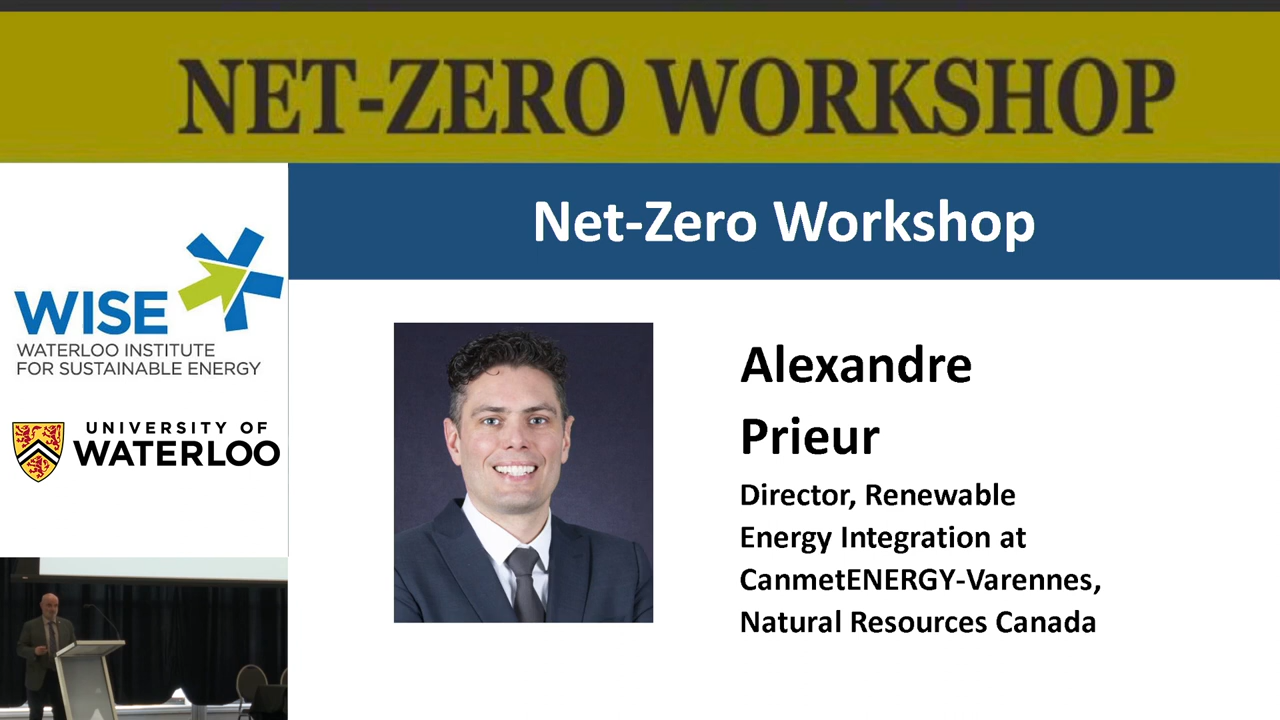 NET-ZERO WORKSHOP
Net-Zero Workshop
WISE
WATERLOO INSTITUTE
FOR SUSTAINABLE ENERGY
UNIVERSITY OF
WATERLOO
Alexandre
Prieur
Director, Renewable
Energy Integration at
CanmetENERGY-Varennes,
Natural Resources Canada